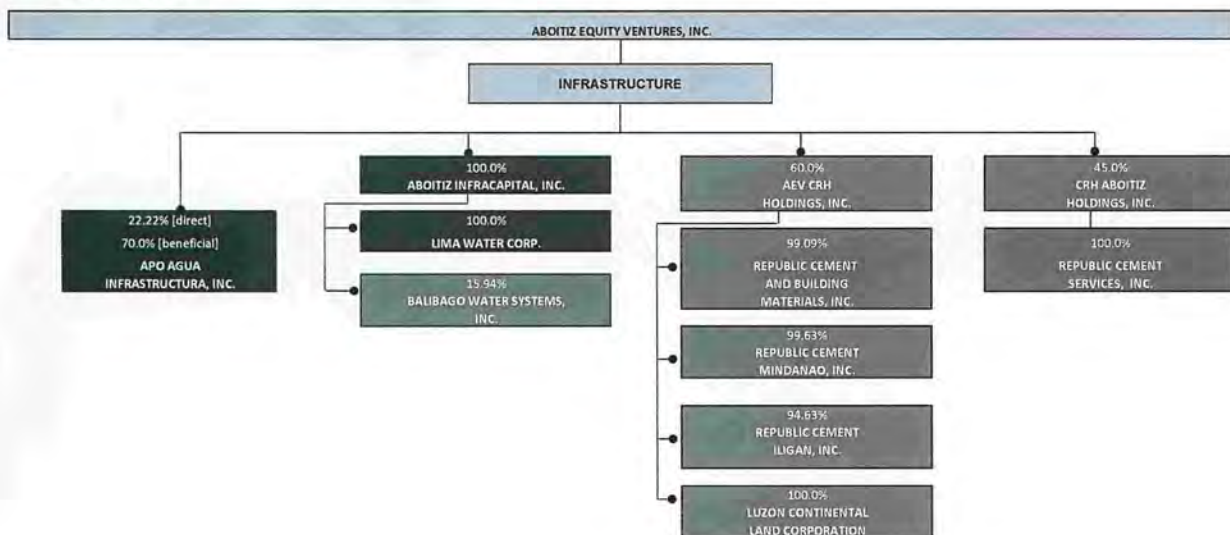 ABOITIZ EQUITY VENTURES, INC.
INFRASTRUCTURE
22.22% [direct]
70.0% [beneficial]
APO AGUA
INFRASTRUCTURA, INC.
100.0%
ABOITIZ INFRACAPITAL, INC.
100.0%
LIMA WATER CORP.
15.94%
BALIBAGO WATER SYSTEMS,
INC.
60.0%
AEV CRH
HOLDINGS, INC.
99.09%
REPUBLIC CEMENT
AND BUILDING
MATERIALS, INC.
99.63%
REPUBLIC CEMENT
MINDANAO, INC.
94.63%
REPUBLIC CEMENT
ILIGAN, INC.
100.0%
LUZON CONTINENTAL
LAND CORPORATION
45.0%
CRH ABOITIZ
HOLDINGS, INC.
100.0%
REPUBLIC CEMENT
SERVICES, INC.